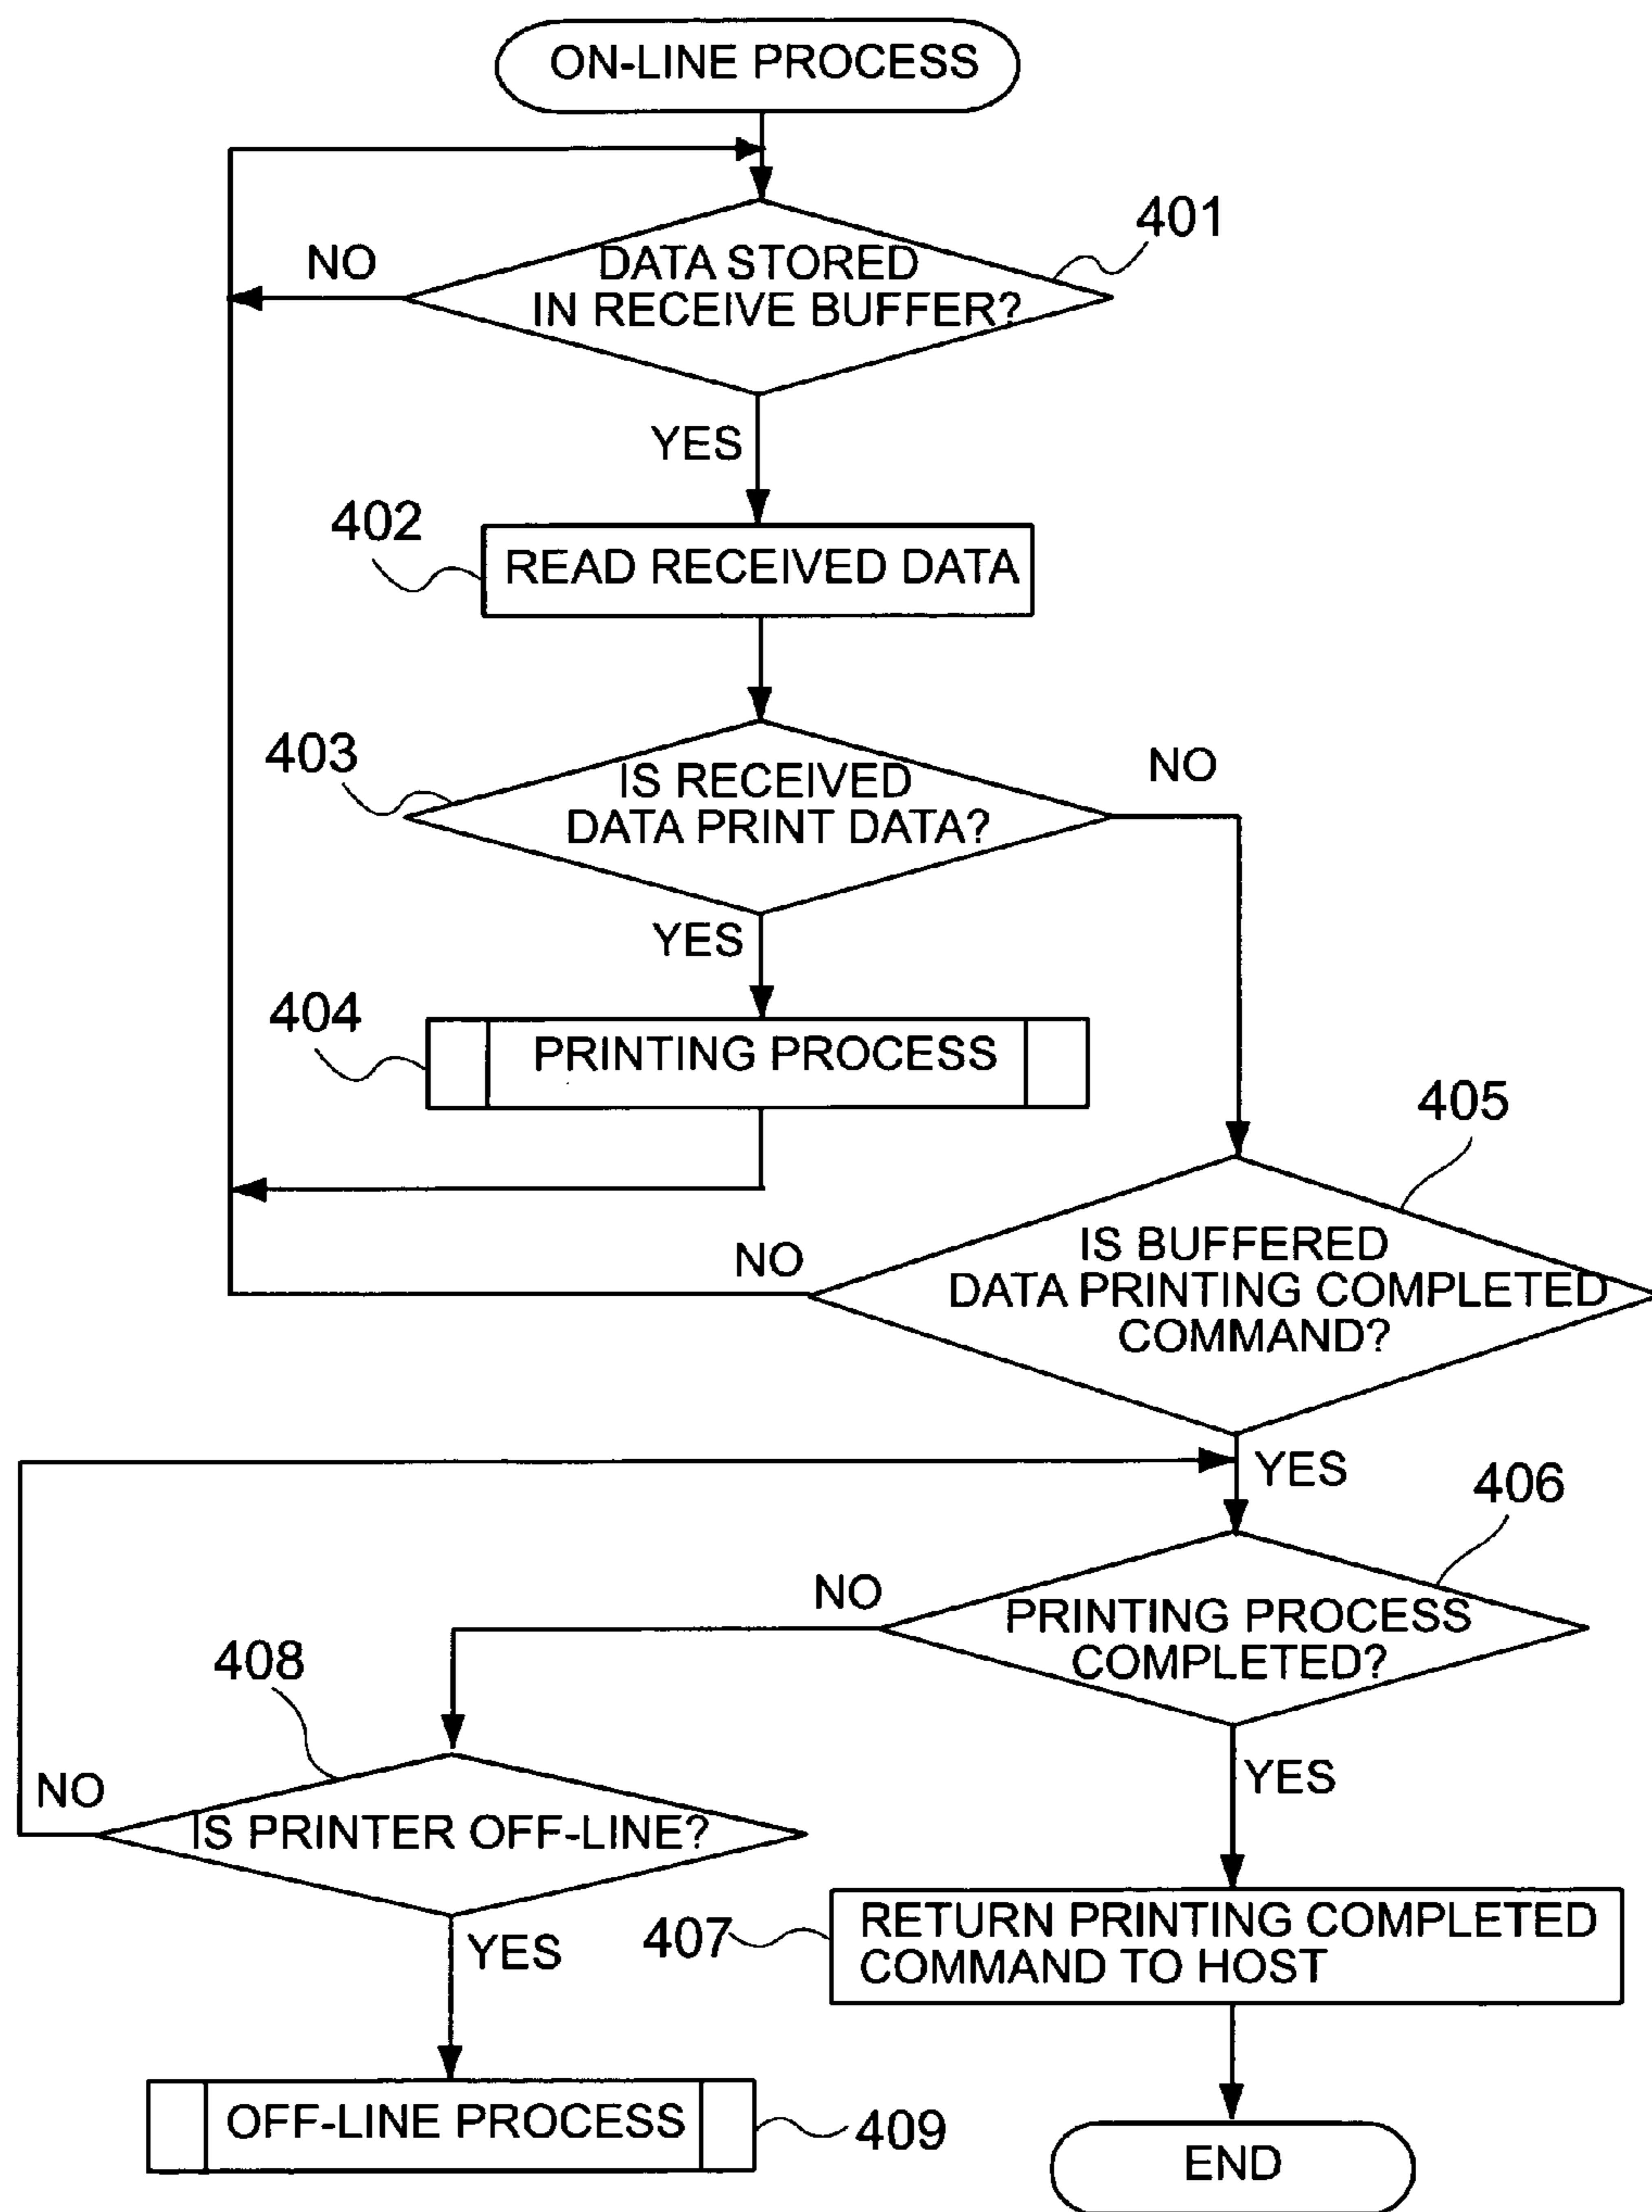 ON-LINE PROCESS
401
NO
DATA STORED
IN RECEIVE BUFFER?
YES
402
READ RECEIVED DATA
403
IS RECEIVED
DATA PRINT DATA?
NO
YES
404
PRINTING PROCESS
405
NO
IS BUFFERED
DATA PRINTING COMPLETED
COMMAND?
YES
406
NO
PRINTING PROCESS
COMPLETED?
408
YES
NO
IS PRINTER OFF-LINE?
YES
407
RETURN PRINTING COMPLETED
COMMAND TO HOST
OFF-LINE PROCESS
409
END